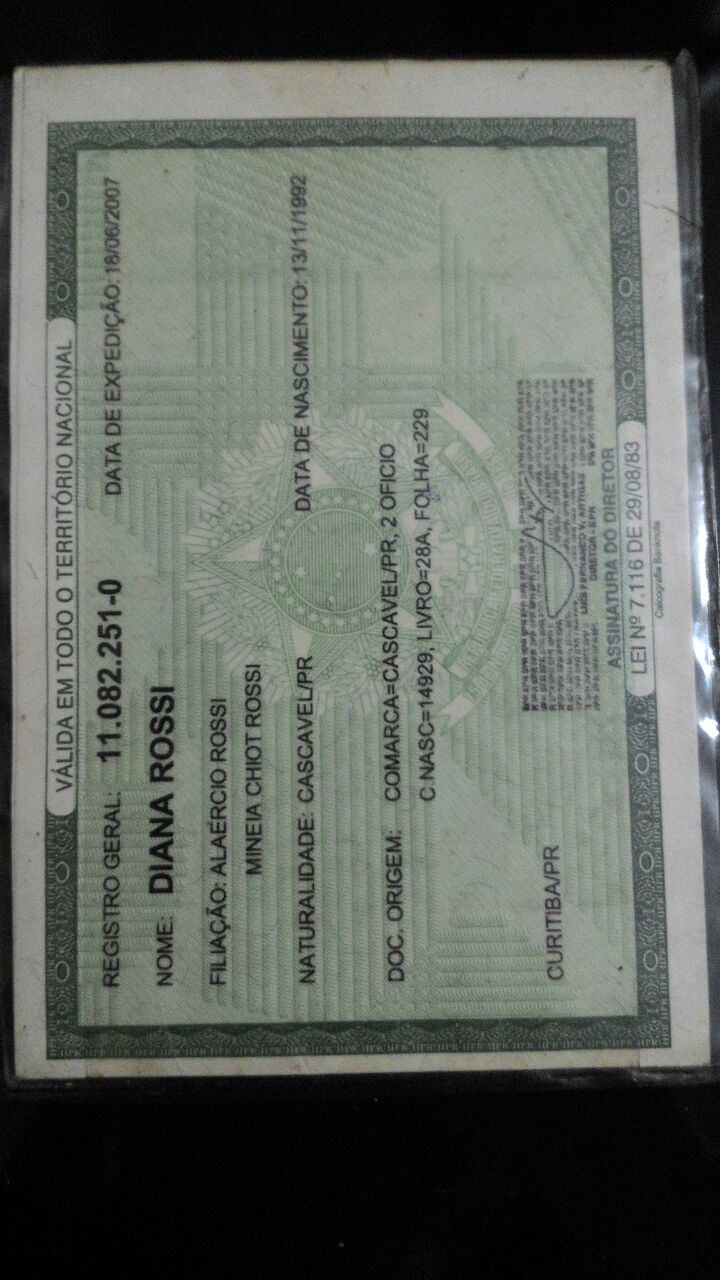 VÁLIDA EM TODO O TERRITÓRIO NACIONAL
REGISTRO GERAL: 11.082.251-0 DATA DE EXPEDIÇÃO: 18/06/2007
NOME: DIANA ROSSI
FILIAÇÃO: ALAÉRCIO ROSSI
MINEIA CHIOT ROSSI
NATURALIDADE: CASCAVEL/PR DATA DE NASCIMENTO: 13/11/1992
DOC. ORIGEM: COMARCA=CASCAVEL/PR, 2 OFICIO
C.NASC=14929, LIVRO=28A, FOLHA=229
CURITIBA/PR
LUIS FERNANDO V. ARTIGAS
DIRETOR - IIPR
ASSINATURA DO DIRETOR
LEI Nº 7.116 DE 29/08/83
Calcografia Banknote